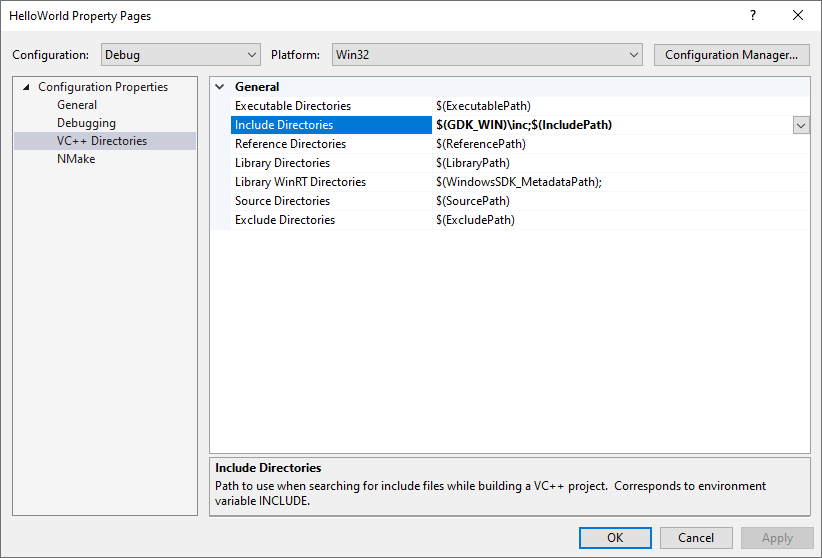 HelloWorld Property Pages
?
Configuration: Debug Platform: Win32 Configuration Manager...
Configuration Properties
General
Debugging
VC++ Directories
NMake
General
Executable Directories $(ExecutablePath)
Include Directories $(GDK_WIN)\inc;$(IncludePath)
Reference Directories $(ReferencePath)
Library Directories $(LibraryPath)
Library WinRT Directories $(WindowsSDK_MetadataPath);
Source Directories $(SourcePath)
Exclude Directories $(ExcludePath)
Include Directories
Path to use when searching for include files while building a VC++ project.  Corresponds to environment
variable INCLUDE.
OK Cancel Apply